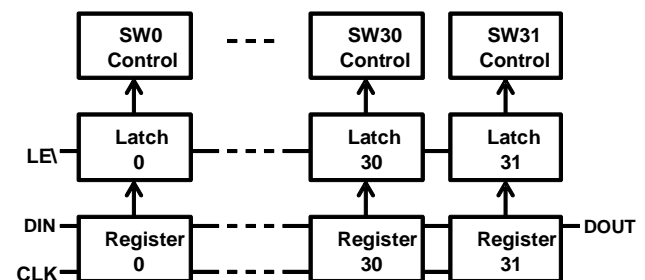 SW0
Control
SW30
Control
SW31
Control
LE\
Latch
0
Latch
30
Latch
31
DIN
Register
0
Register
30
Register
31
DOUT
CLK